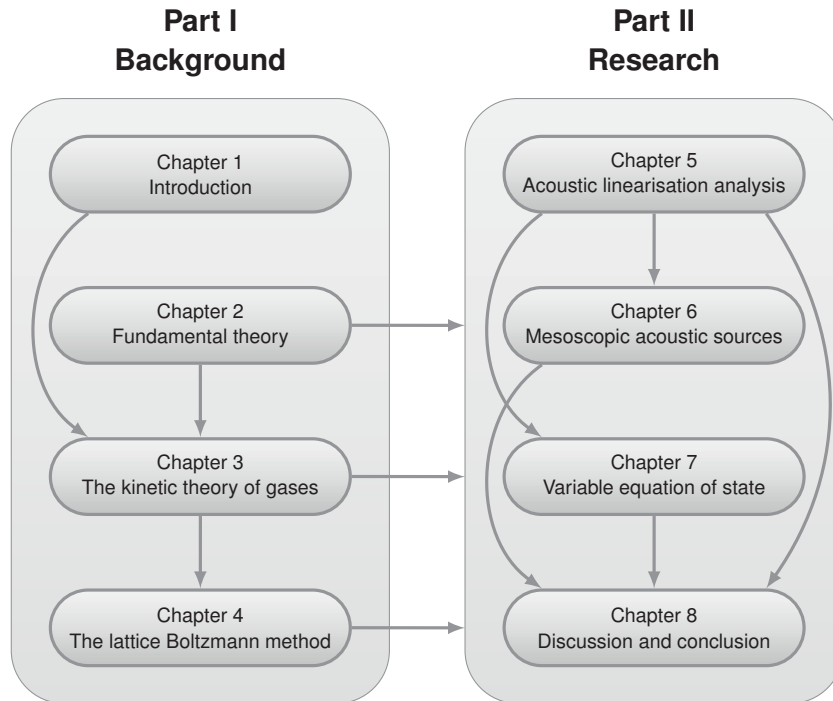 Part I
Background
Chapter 1
Introduction
Chapter 2
Fundamental theory
Chapter 3
The kinetic theory of gases
Chapter 4
The lattice Boltzmann method
Part II
Research
Chapter 5
Acoustic linearisation analysis
Chapter 6
Mesoscopic acoustic sources
Chapter 7
Variable equation of state
Chapter 8
Discussion and conclusion